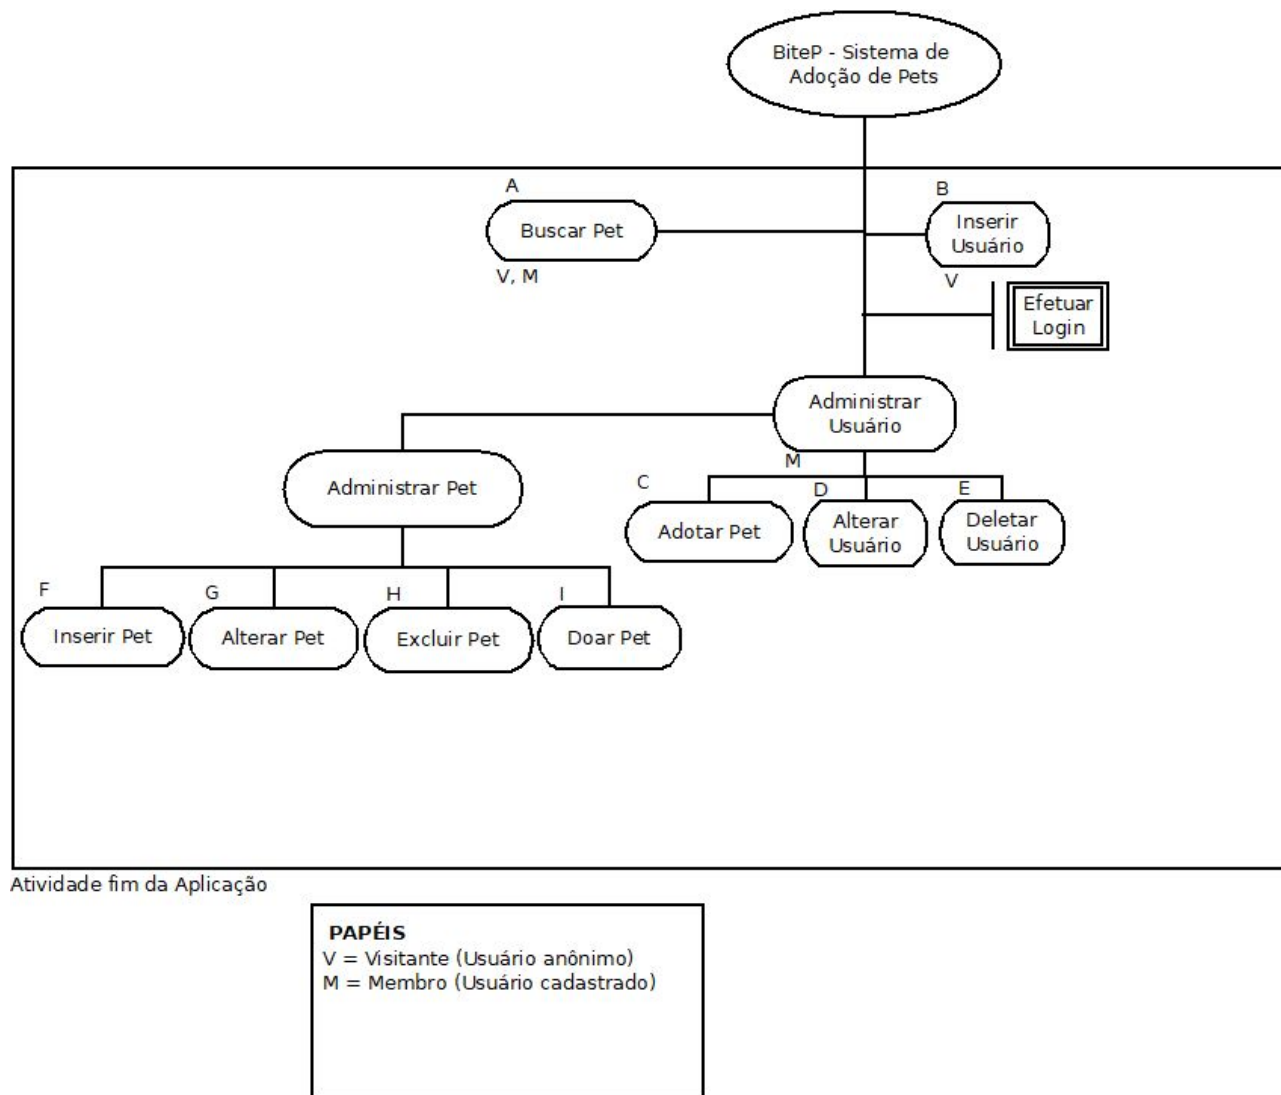 BiteP - Sistema de
Adoção de Pets
A
Buscar Pet
V, M
B
Inserir
Usuário
V
Efetuar
Login
Administrar
Usuário
M
Administrar Pet
C
Adotar Pet
D
Alterar
Usuário
E
Deletar
Usuário
F
Inserir Pet
G
Alterar Pet
H
Excluir Pet
I
Doar Pet
Atividade fim da Aplicação
PAPÉIS
V = Visitante (Usuário anônimo)
M = Membro (Usuário cadastrado)